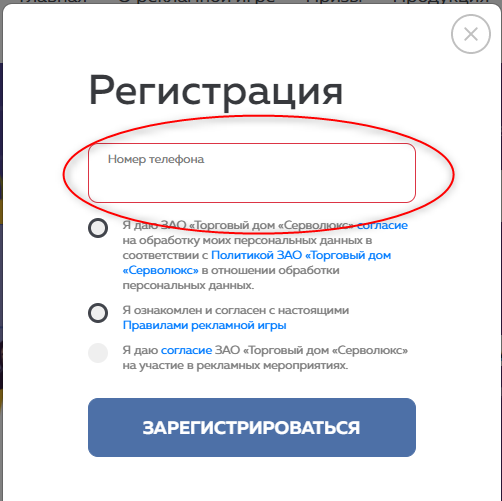 Главная О рекламной игре Призы Продукция
Регистрация
Номер телефона
Я даю ЗАО «Торговый дом «Серволюкс» согласие
на обработку моих персональных данных в
соответствии с Политикой ЗАО «Торговый дом
«Серволюкс» в отношении обработки
персональных данных.
Я ознакомлен и согласен с настоящими
Правилами рекламной игры
Я даю согласие ЗАО «Торговый дом «Серволюкс»
на участие в рекламных мероприятиях.
ЗАРЕГИСТРИРОВАТЬСЯ